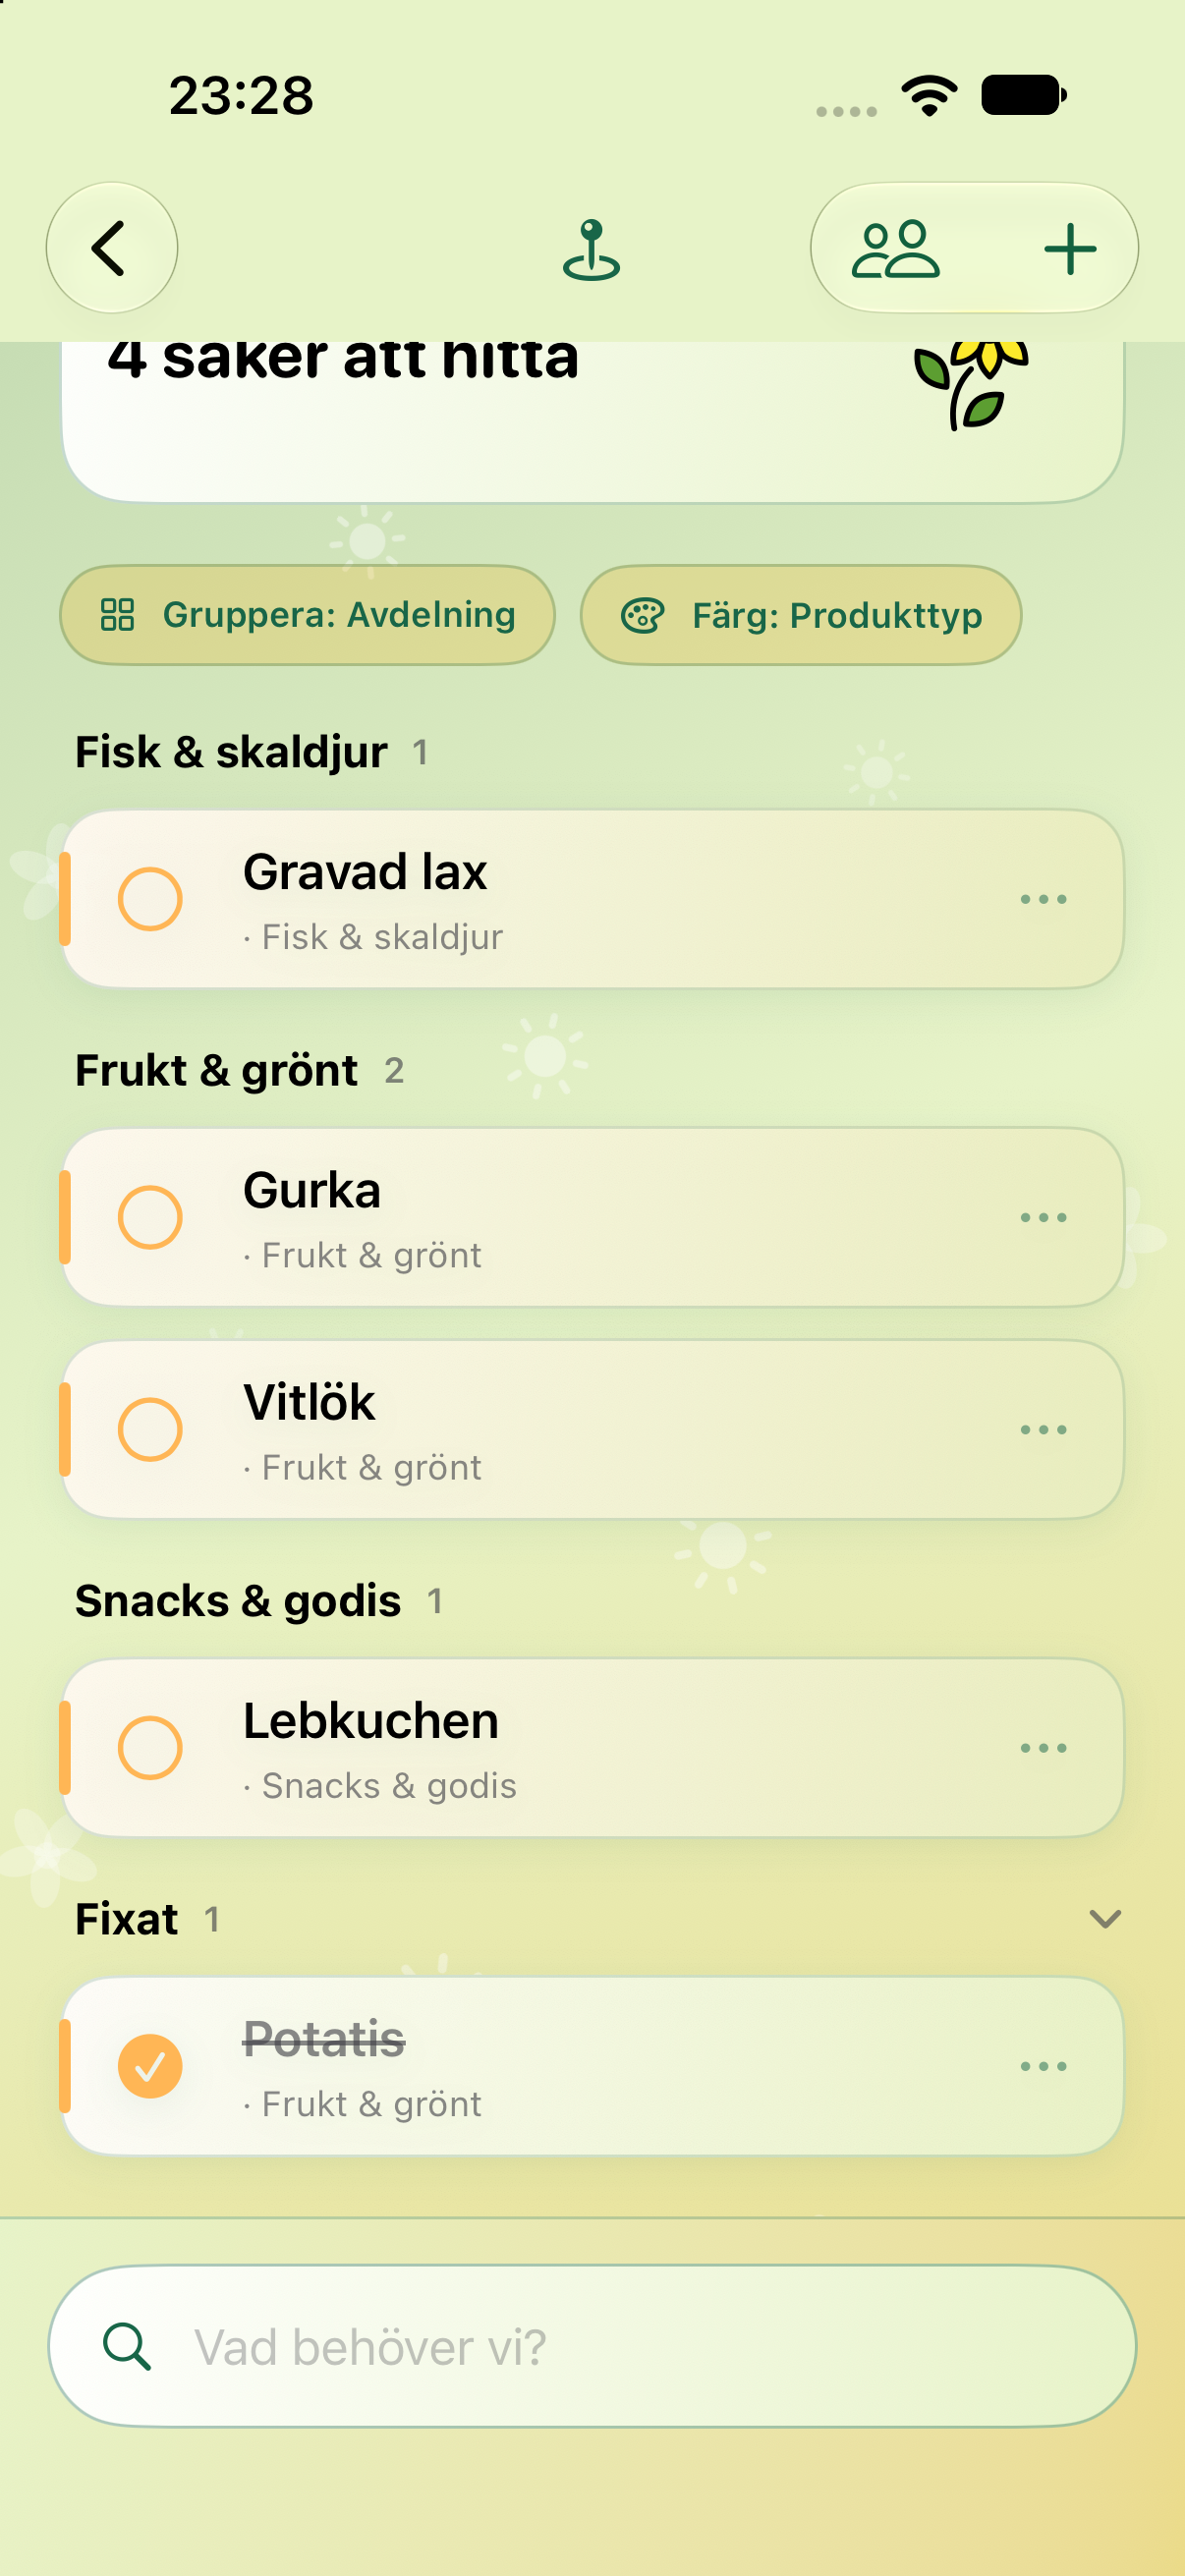 23:28
4 saker att hitta
Gruppera: Avdelning
Färg: Produkttyp
Fisk & skaldjur 1
Gravad lax
· Fisk & skaldjur
Frukt & grönt 2
Gurka
· Frukt & grönt
Vitlök
· Frukt & grönt
Snacks & godis 1
Lebkuchen
· Snacks & godis
Fixat 1
Potatis
· Frukt & grönt
Vad behöver vi?